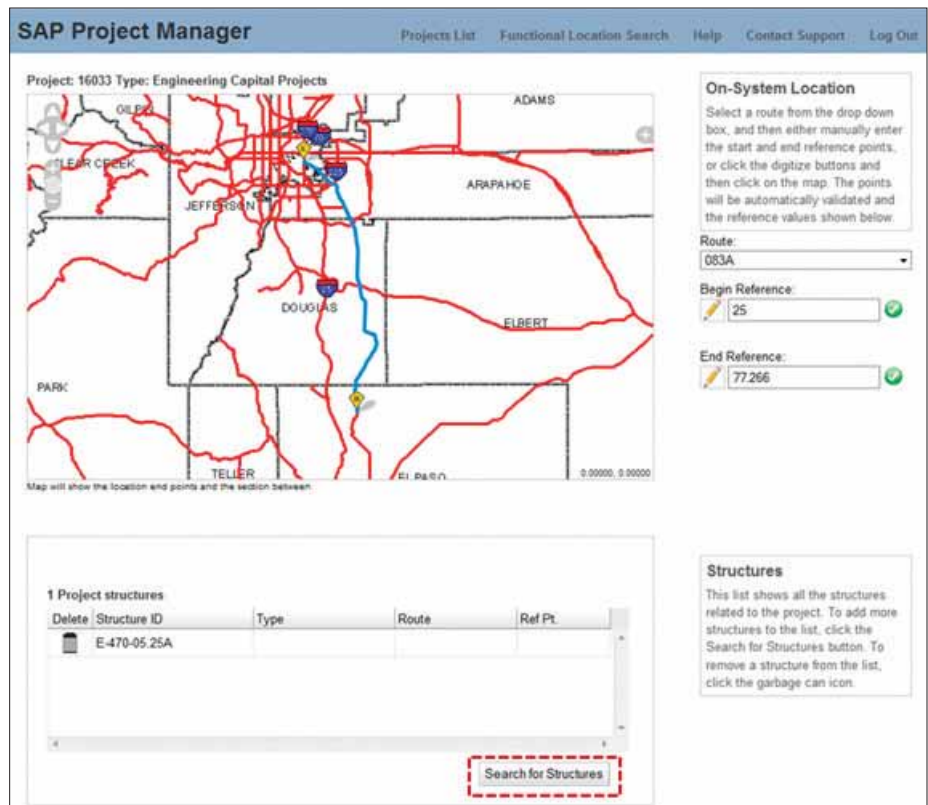 SAP Project Manager
Projects List Functional Location Search Help Contact Support Log Out
Project: 16033 Type: Engineering Capital Projects
GILPIN
ADAMS
CLEAR CREEK
ARAPAHOE
JEFFERSON
DOUGLAS
ELBERT
PARK
TELLER
EL PASO
0.00000, 0.00000
Map will show the location end points and the section between
On-System Location
Select a route from the drop down
box, and then either manually enter
the start and end reference points,
or click the digitize buttons and
then click on the map. The points
will be automatically validated and
the reference values shown below.
Route:
083A
Begin Reference:
25
End Reference:
77.266
1 Project structures
Delete Structure ID Type Route Ref Pt.
E-470-05.25A
Search for Structures
Structures
This list shows all the structures
related to the project. To add more
structures to the list, click the
Search for Structures button. To
remove a structure from the list,
click the garbage can icon.